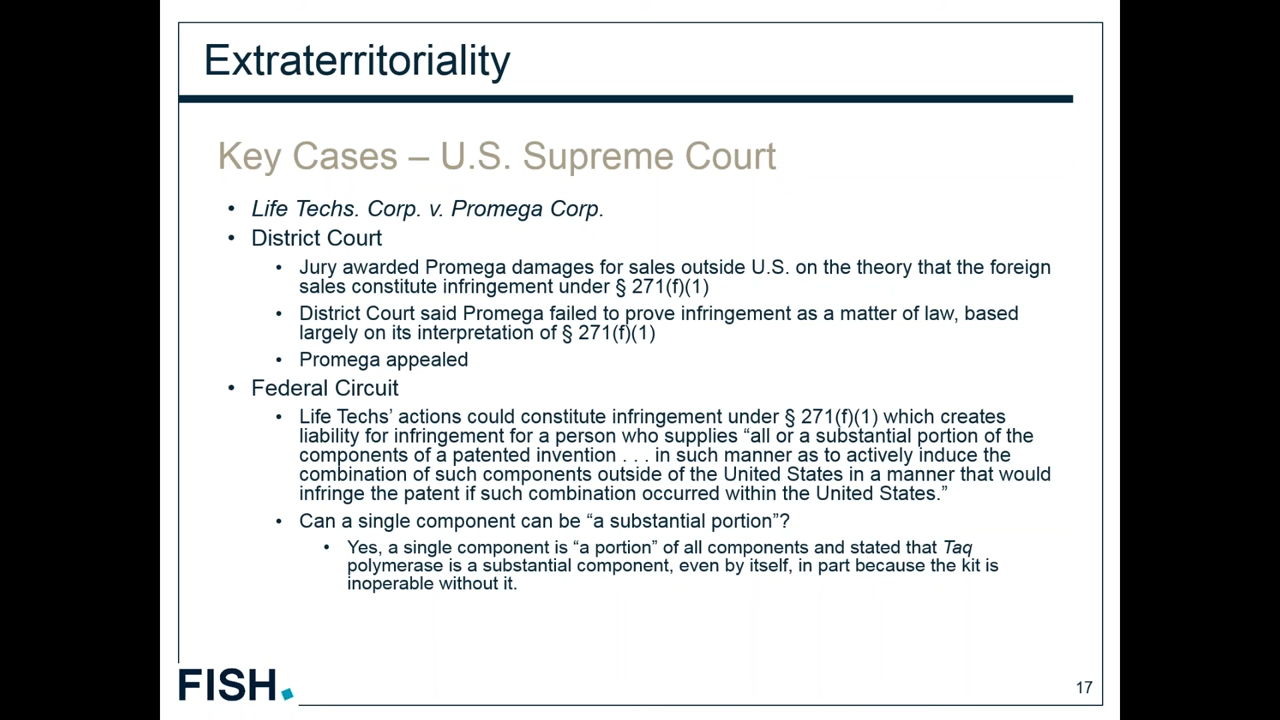 Extraterritoriality
Key Cases – U.S. Supreme Court
• Life Techs. Corp. v. Promega Corp.
• District Court
• Jury awarded Promega damages for sales outside U.S. on the theory that the foreign
sales constitute infringement under § 271(f)(1)
• District Court said Promega failed to prove infringement as a matter of law, based
largely on its interpretation of § 271(f)(1)
• Promega appealed
• Federal Circuit
• Life Techs’ actions could constitute infringement under § 271(f)(1) which creates
liability for infringement for a person who supplies “all or a substantial portion of the
components of a patented invention . . . in such manner as to actively induce the
combination of such components outside of the United States in a manner that would
infringe the patent if such combination occurred within the United States.”
• Can a single component can be “a substantial portion”?
• Yes, a single component is “a portion” of all components and stated that Taq
polymerase is a substantial component, even by itself, in part because the kit is
inoperable without it.
FISH.
17